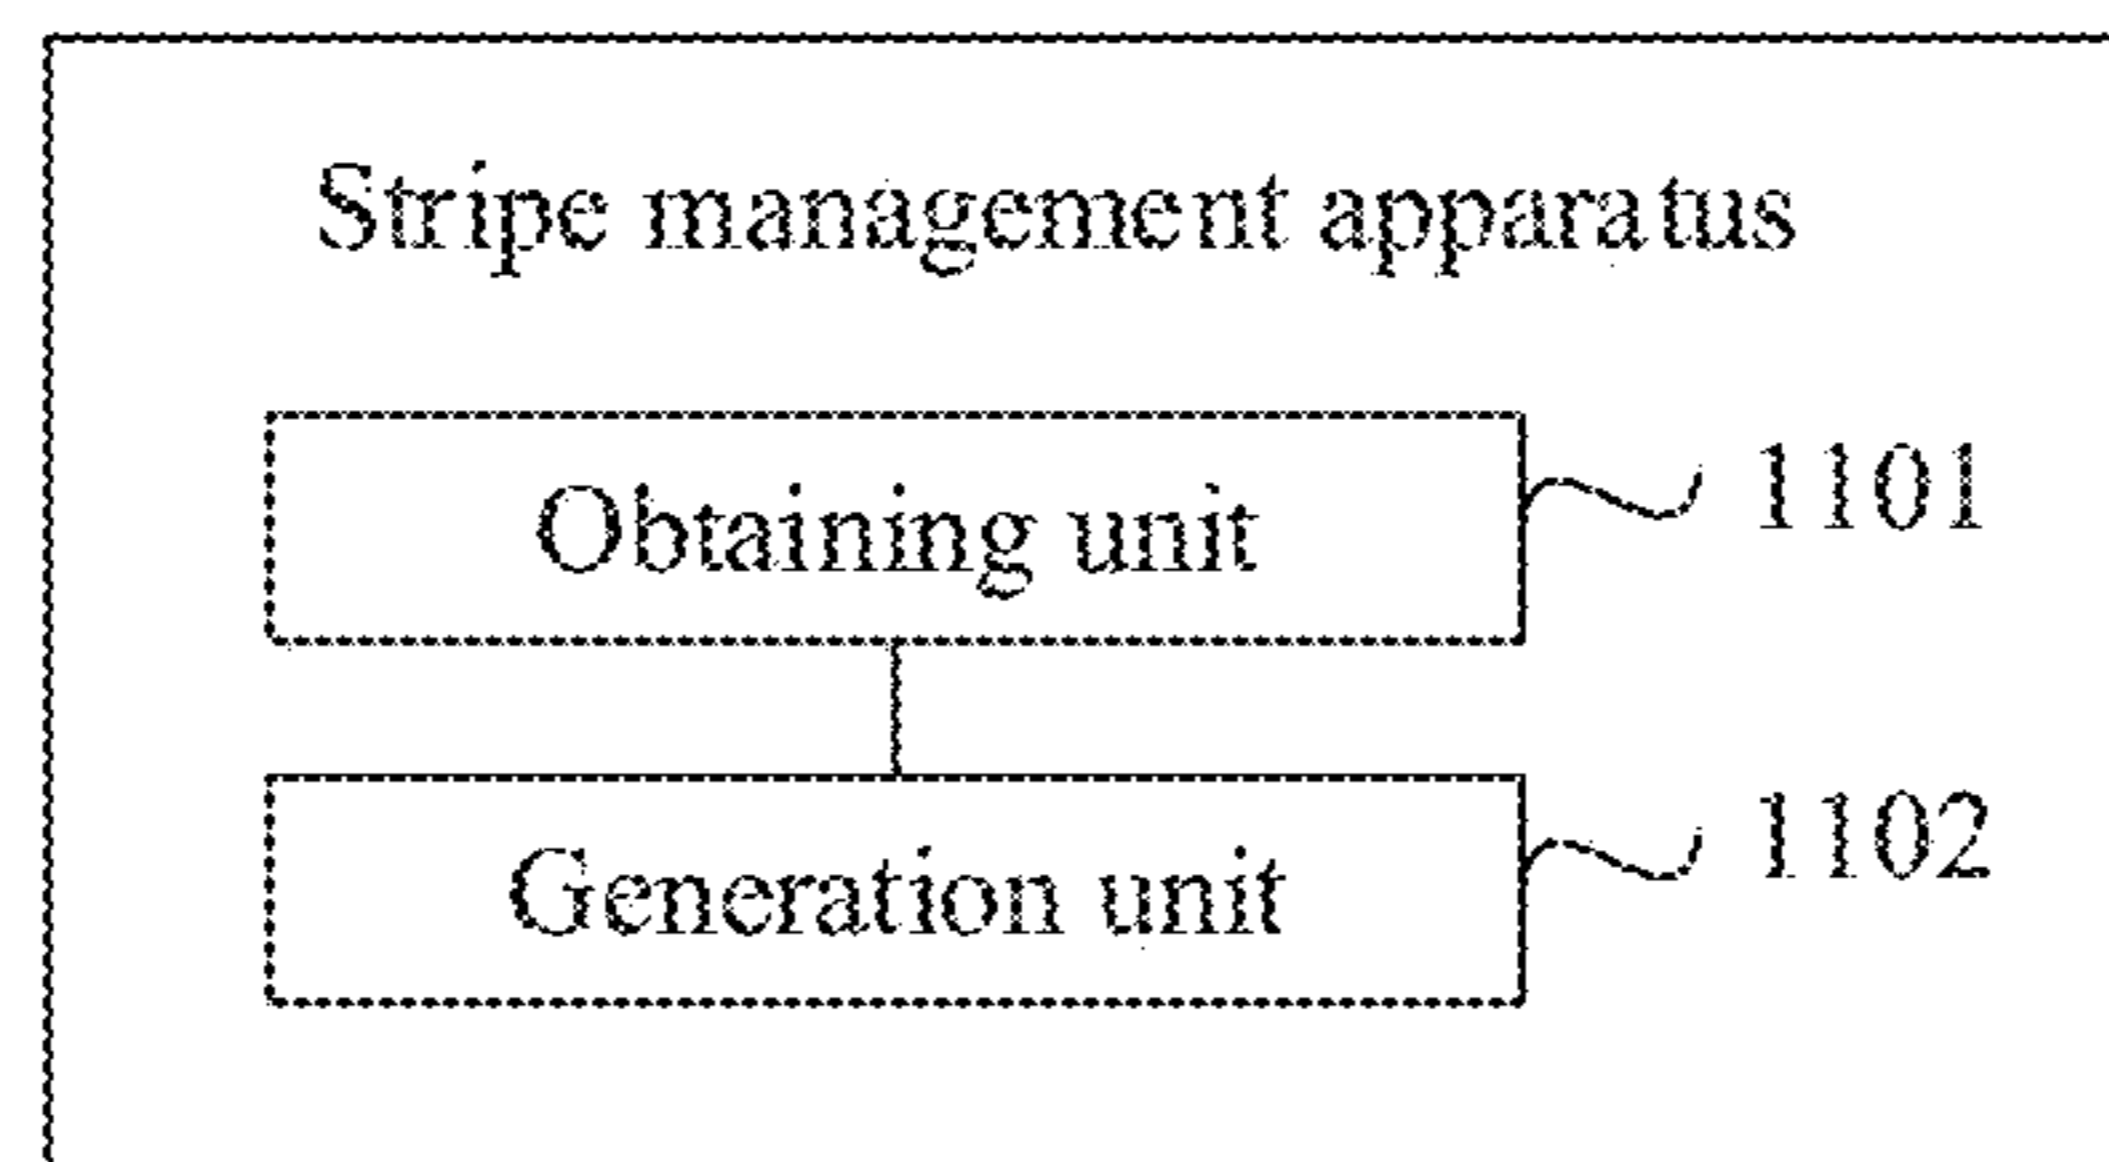 Stripe management apparatus
Obtaining unit
1101
Generation unit
1102